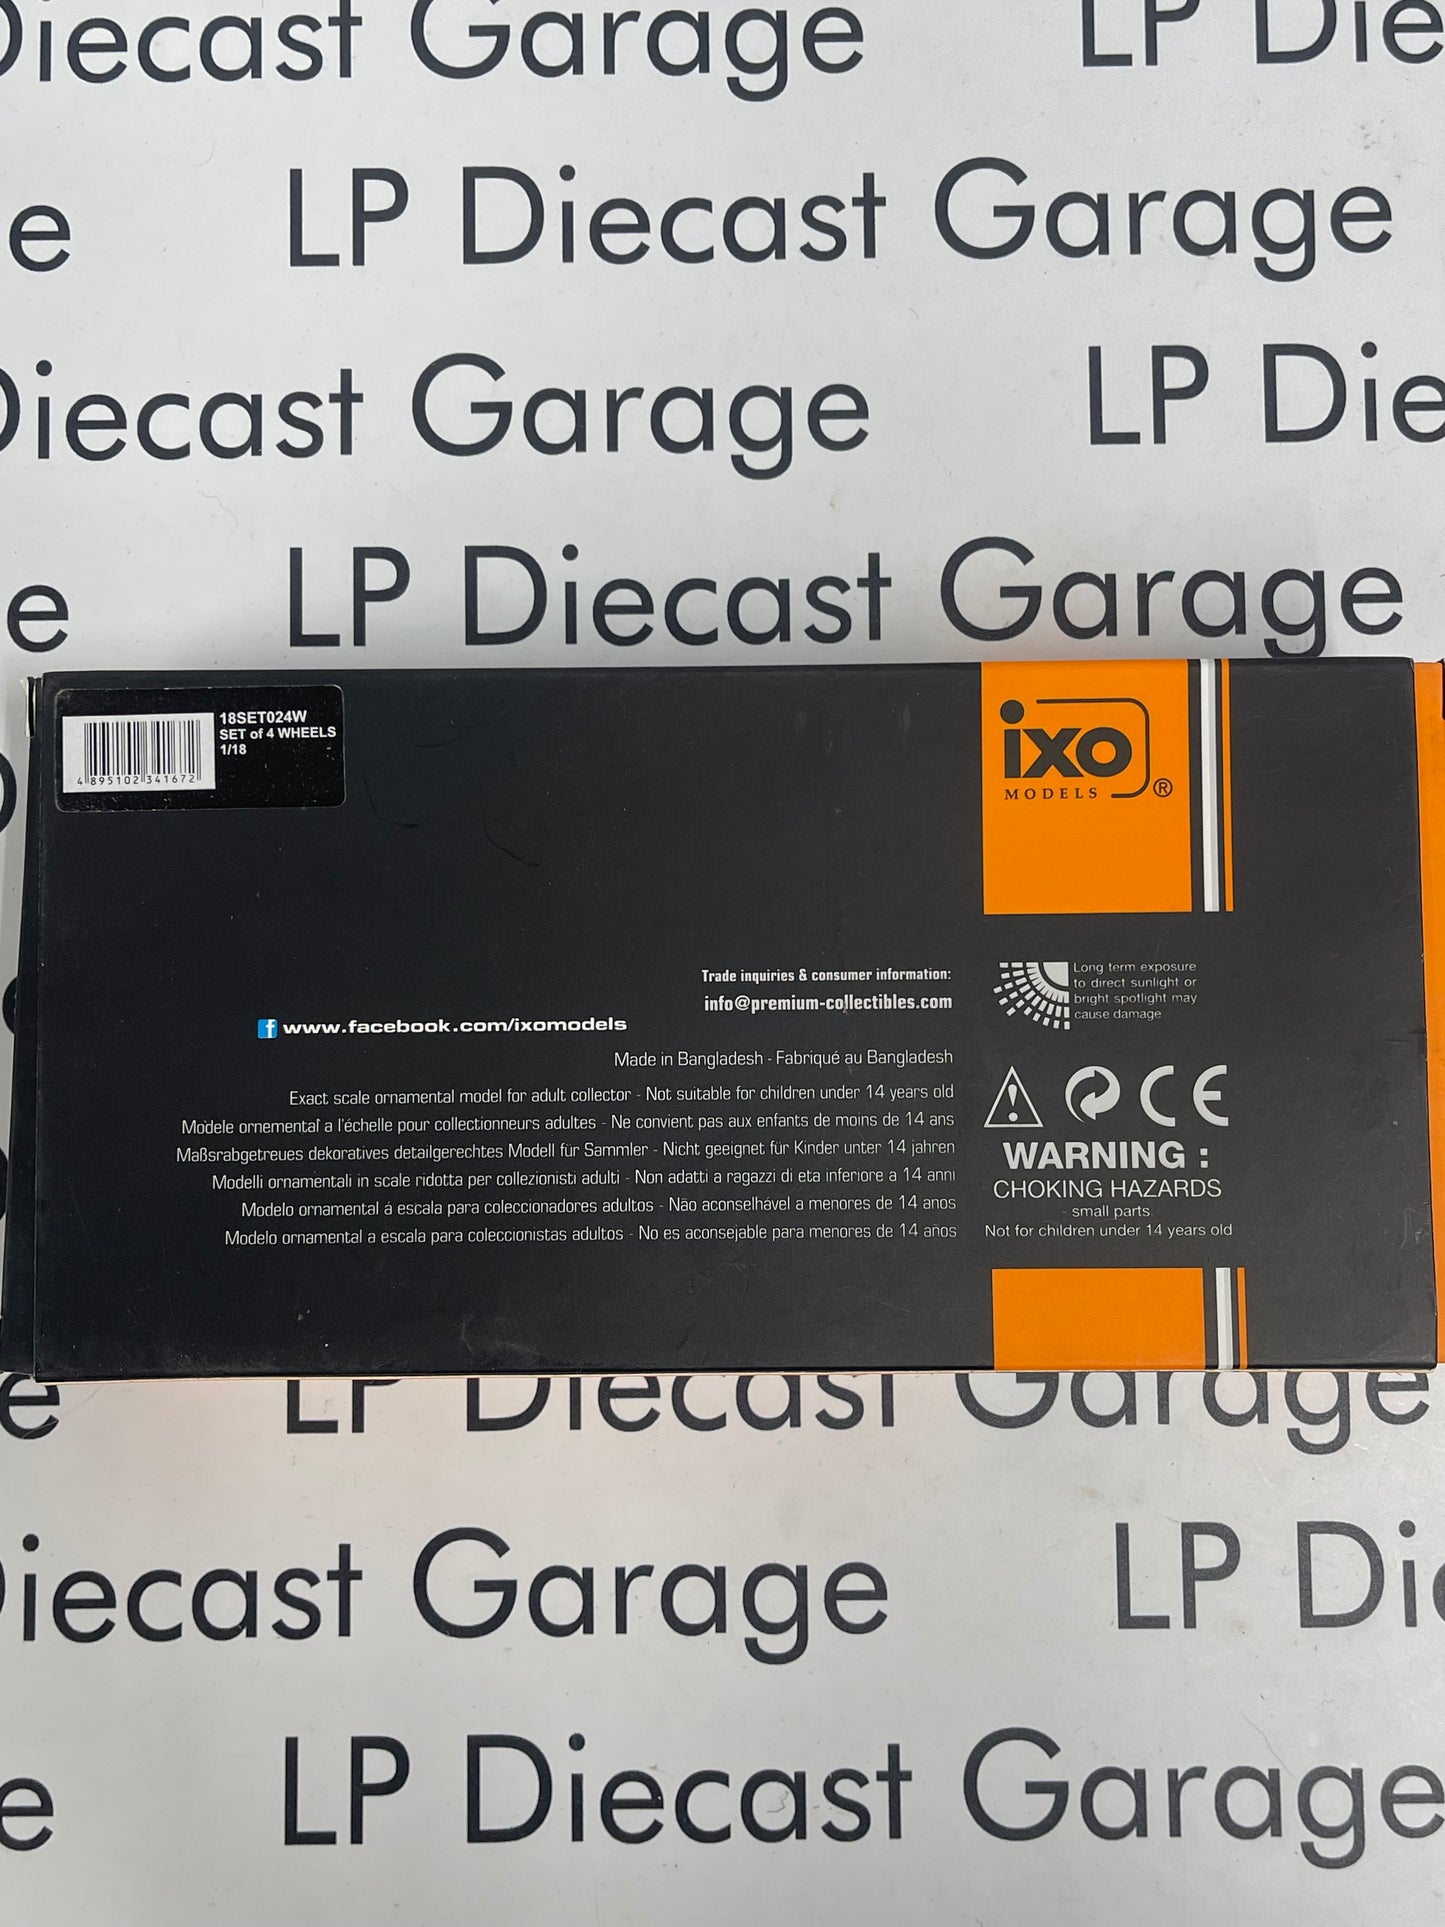 Diecast Garage LP Die
e LP Diecast Garage
Diecast Garage LP Die
e LP Diecast Garage
18SET024W
SET of 4 WHEELS
1/18
4 895102 341672
ixo
MODELS ®
Trade inquiries & consumer information:
info@premium-collectibles.com
f www.facebook.com/ixomodels
Made in Bangladesh - Fabriqué au Bangladesh
Exact scale ornamental model for adult collector - Not suitable for children under 14 years old
Modele ornemental a l'échelle pour collectionneurs adultes - Ne convient pas aux enfants de moins de 14 ans
Maßsrabgetreues dekoratives detailgerechtes Modell für Sammler - Nicht geeignet für Kinder unter 14 jahren
Modelli ornamentali in scale ridotta per collezionisti adulti - Non adatti a ragazzi di eta inferiore a 14 anni
Modelo ornamental á escala para coleccionadores adultos - Não aconselhável a menores de 14 anos
Modelo ornamental a escala para coleccionistas adultos - No es aconsejable para menores de 14 años
Long term exposure
to direct sunlight or
bright spotlight may
cause damage
! CE
WARNING :
CHOKING HAZARDS
- small parts.
Not for children under 14 years old
e LP Diecast Garage
Diecast Garage LP Die
e LP Diecast Garage